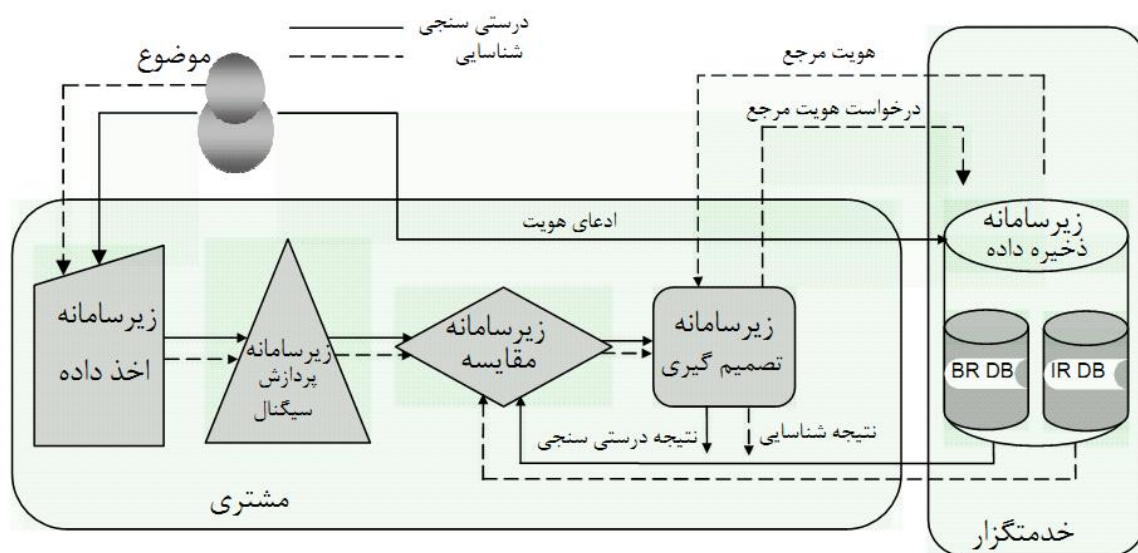 درستی سنجی
شناسایی
موضوع
هویت مرجع
درخواست هویت مرجع
ادعای هویت
زیرسامانه
ذخیره داده
زیرسامانه
اخذ داده
زیرسامانه
پردازش
سیگنال
زیرسامانه
مقایسه
زیرسامانه
تصمیم گیری
BR DB
IR DB
نتیجه درستی سنجی
نتیجه شناسایی
مشتری
خدمتگزار